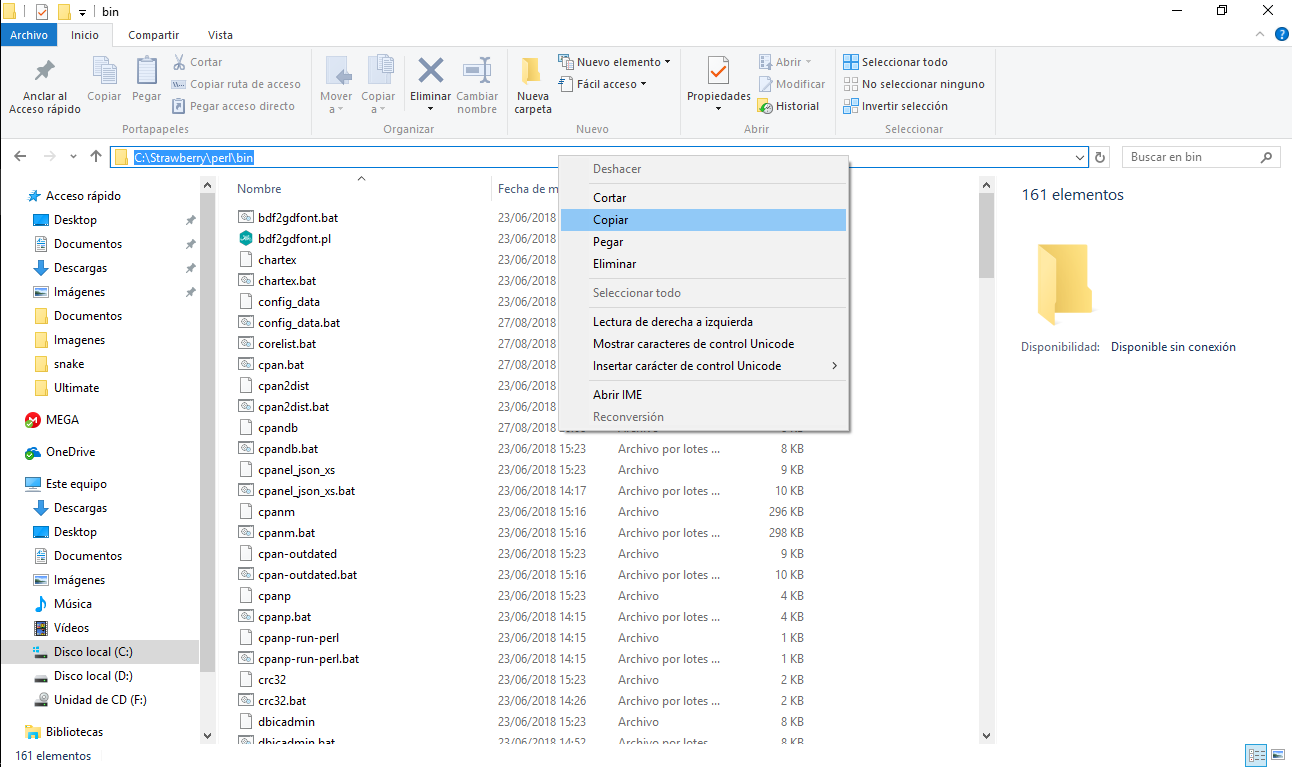 bin
Archivo Inicio Compartir Vista
Anclar al Acceso rápido
Copiar
Pegar
Cortar
Copiar ruta de acceso
Pegar acceso directo
Portapapeles
Mover a
Copiar a
Eliminar
Cambiar nombre
Organizar
Nueva carpeta
Nuevo elemento
Fácil acceso
Nuevo
Propiedades
Abrir
Modificar
Historial
Abrir
Seleccionar todo
No seleccionar ninguno
Invertir selección
Seleccionar
C:\Strawberry\perl\bin
Buscar en bin
Acceso rápido
Desktop
Documentos
Descargas
Imágenes
Documentos
Imagenes
snake
Ultimate
MEGA
OneDrive
Este equipo
Descargas
Desktop
Documentos
Imágenes
Música
Vídeos
Disco local (C:)
Disco local (D:)
Unidad de CD (F:)
Bibliotecas
Nombre Fecha de m
bdf2gdfont.bat 23/06/2018
bdf2gdfont.pl 23/06/2018
chartex 23/06/2018
chartex.bat 23/06/2018
config_data 23/06/2018
config_data.bat 27/08/2018
corelist.bat 27/08/2018
cpan.bat 27/08/2018
cpan2dist 23/06/2018
cpan2dist.bat 23/06/2018
cpandb 27/08/2018
cpandb.bat 23/06/2018 15:23 Archivo por lotes ... 8 KB
cpanel_json_xs 23/06/2018 15:23 Archivo 9 KB
cpanel_json_xs.bat 23/06/2018 14:17 Archivo por lotes ... 10 KB
cpanm 23/06/2018 15:16 Archivo 296 KB
cpanm.bat 23/06/2018 15:16 Archivo por lotes ... 298 KB
cpan-outdated 23/06/2018 15:23 Archivo 9 KB
cpan-outdated.bat 23/06/2018 15:16 Archivo por lotes ... 10 KB
cpanp 23/06/2018 15:23 Archivo 4 KB
cpanp.bat 23/06/2018 14:15 Archivo por lotes ... 4 KB
cpanp-run-perl 23/06/2018 14:15 Archivo 1 KB
cpanp-run-perl.bat 23/06/2018 14:15 Archivo por lotes ... 1 KB
crc32 23/06/2018 15:23 Archivo 2 KB
crc32.bat 23/06/2018 14:26 Archivo por lotes ... 2 KB
dbicadmin 23/06/2018 15:23 Archivo 8 KB
dbicadmin.bat 23/06/2018 14:52 Archivo por lotes ... 8 KB
Deshacer
Cortar
Copiar
Pegar
Eliminar
Seleccionar todo
Lectura de derecha a izquierda
Mostrar caracteres de control Unicode
Insertar carácter de control Unicode
Abrir IME
Reconversión
161 elementos
Disponibilidad: Disponible sin conexión
161 elementos